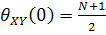 θ_XY(0) = (N+1)/2